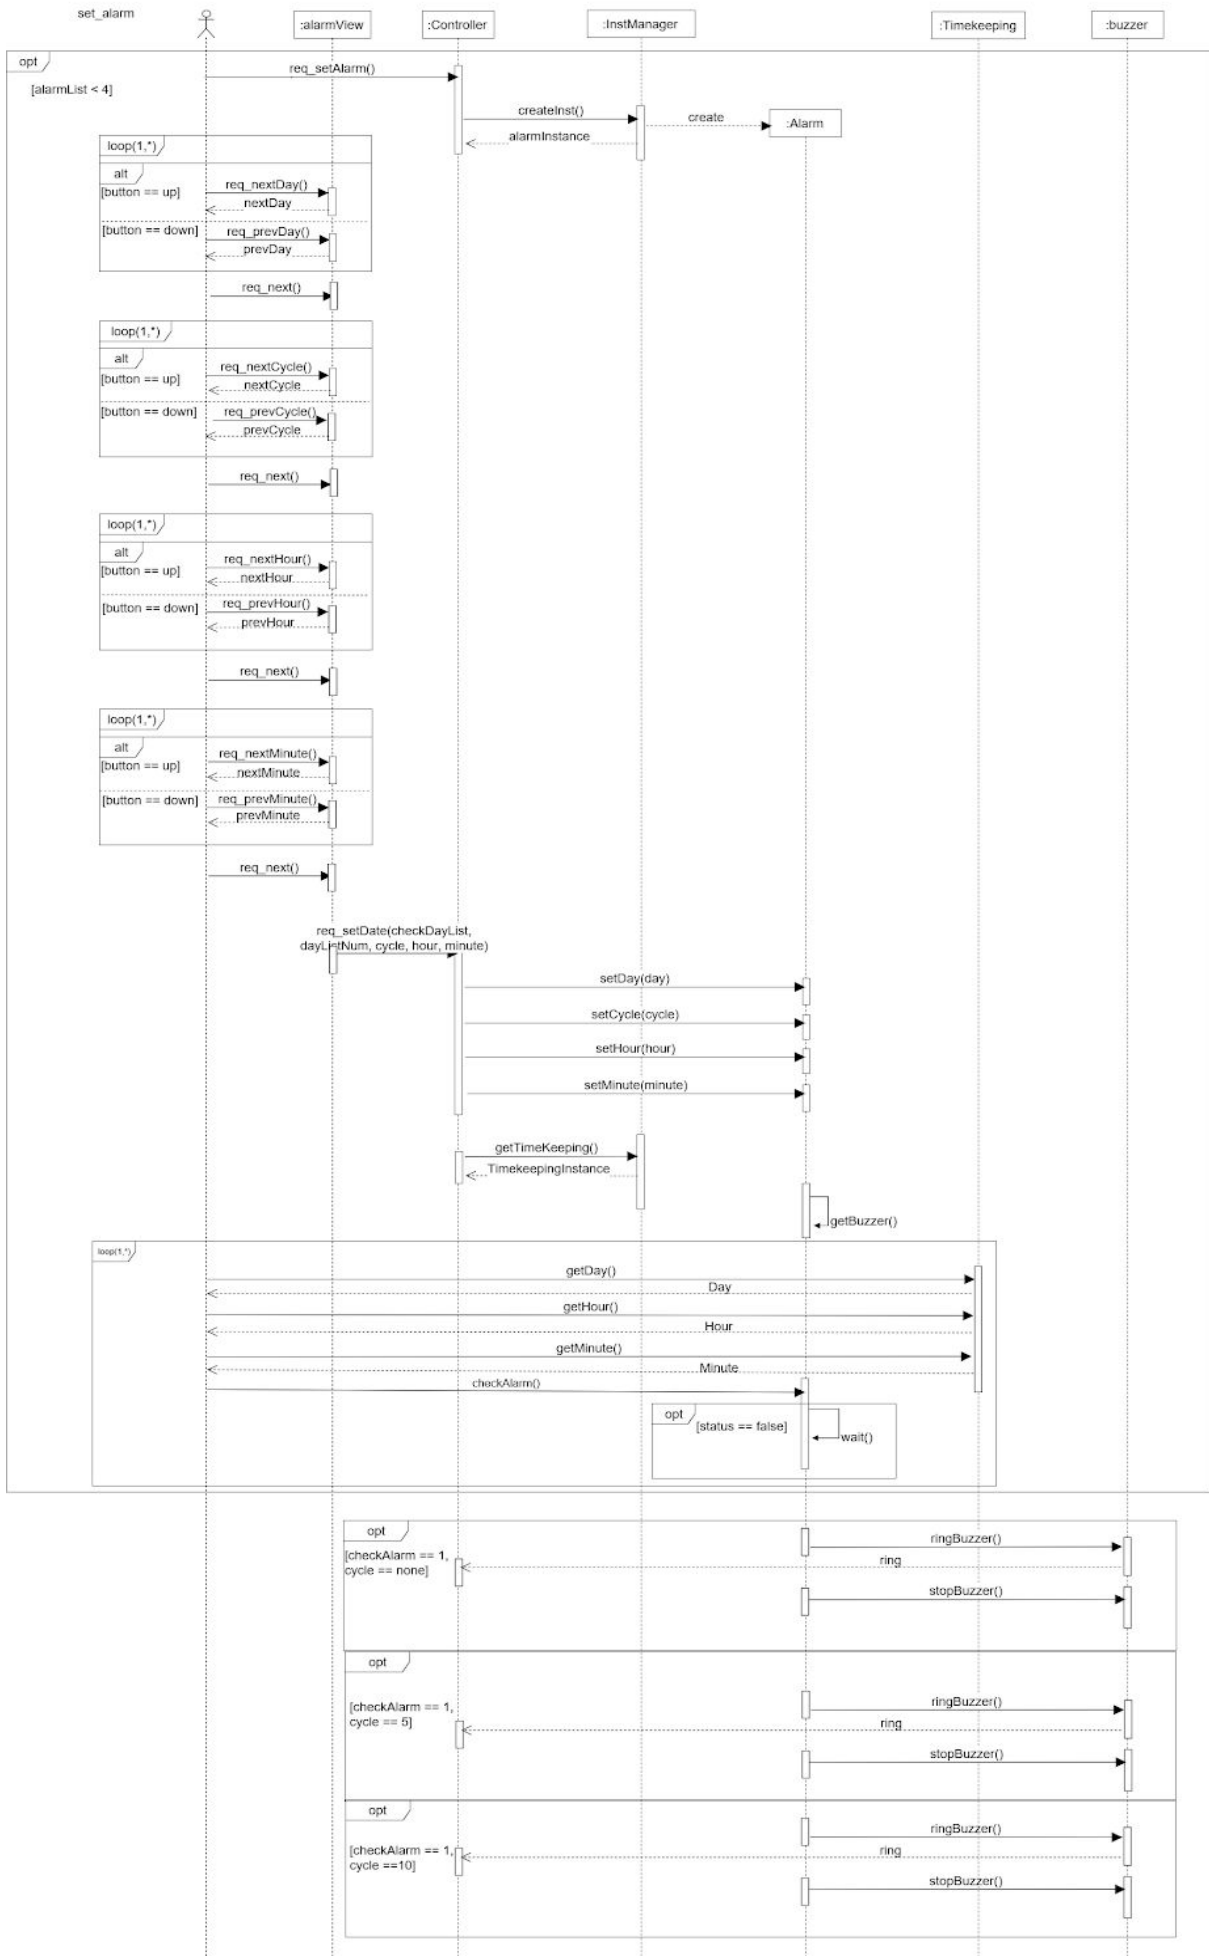 set_alarm
:alarmView
:Controller
:InstManager
:Timekeeping
:buzzer
opt
[alarmList < 4]
req_setAlarm()
createInst()
create
:Alarm
alarmInstance
loop(1,*)
alt
[button == up]
req_nextDay()
nextDay
[button == down]
req_prevDay()
prevDay
req_next()
loop(1,*)
alt
[button == up]
req_nextCycle()
nextCycle
[button == down]
req_prevCycle()
prevCycle
req_next()
loop(1,*)
alt
[button == up]
req_nextHour()
nextHour
[button == down]
req_prevHour()
prevHour
req_next()
loop(1,*)
alt
[button == up]
req_nextMinute()
nextMinute
[button == down]
req_prevMinute()
prevMinute
req_next()
req_setDate(checkDayList,
dayListNum, cycle, hour, minute)
setDay(day)
setCycle(cycle)
setHour(hour)
setMinute(minute)
getTimeKeeping()
TimekeepingInstance
getBuzzer()
loop(1,*)
getDay()
Day
getHour()
Hour
getMinute()
Minute
checkAlarm()
opt
[status == false]
wait()
opt
[checkAlarm == 1,
cycle == none]
ringBuzzer()
ring
stopBuzzer()
opt
[checkAlarm == 1,
cycle == 5]
ringBuzzer()
ring
stopBuzzer()
opt
[checkAlarm == 1,
cycle ==10]
ringBuzzer()
ring
stopBuzzer()